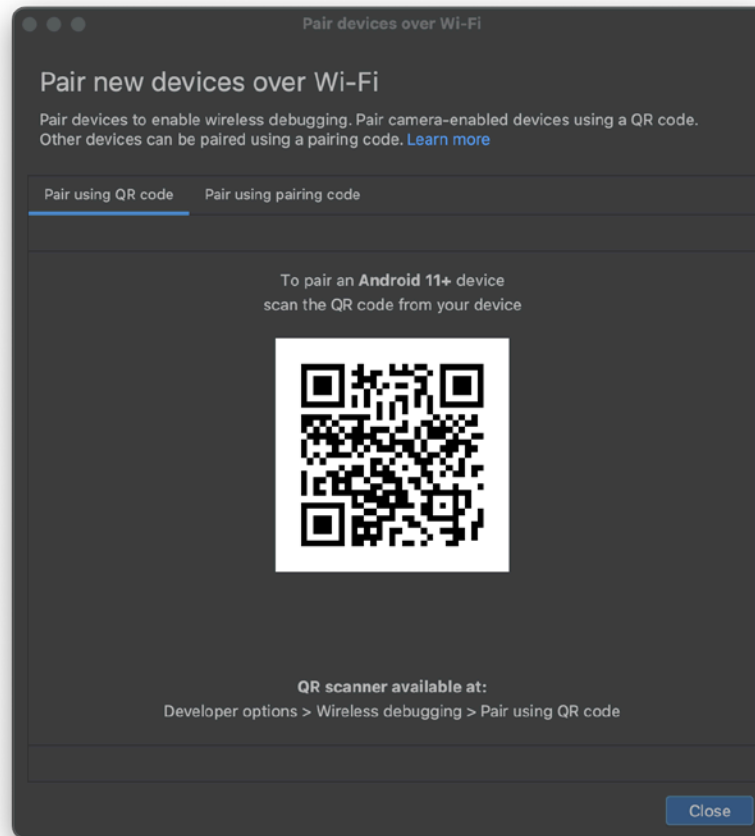 Pair devices over Wi-Fi
Pair new devices over Wi-Fi
Pair devices to enable wireless debugging. Pair camera-enabled devices using a QR code.
Other devices can be paired using a pairing code. Learn more
Pair using QR code
Pair using pairing code
To pair an Android 11+ device
scan the QR code from your device
QR scanner available at:
Developer options > Wireless debugging > Pair using QR code
Close